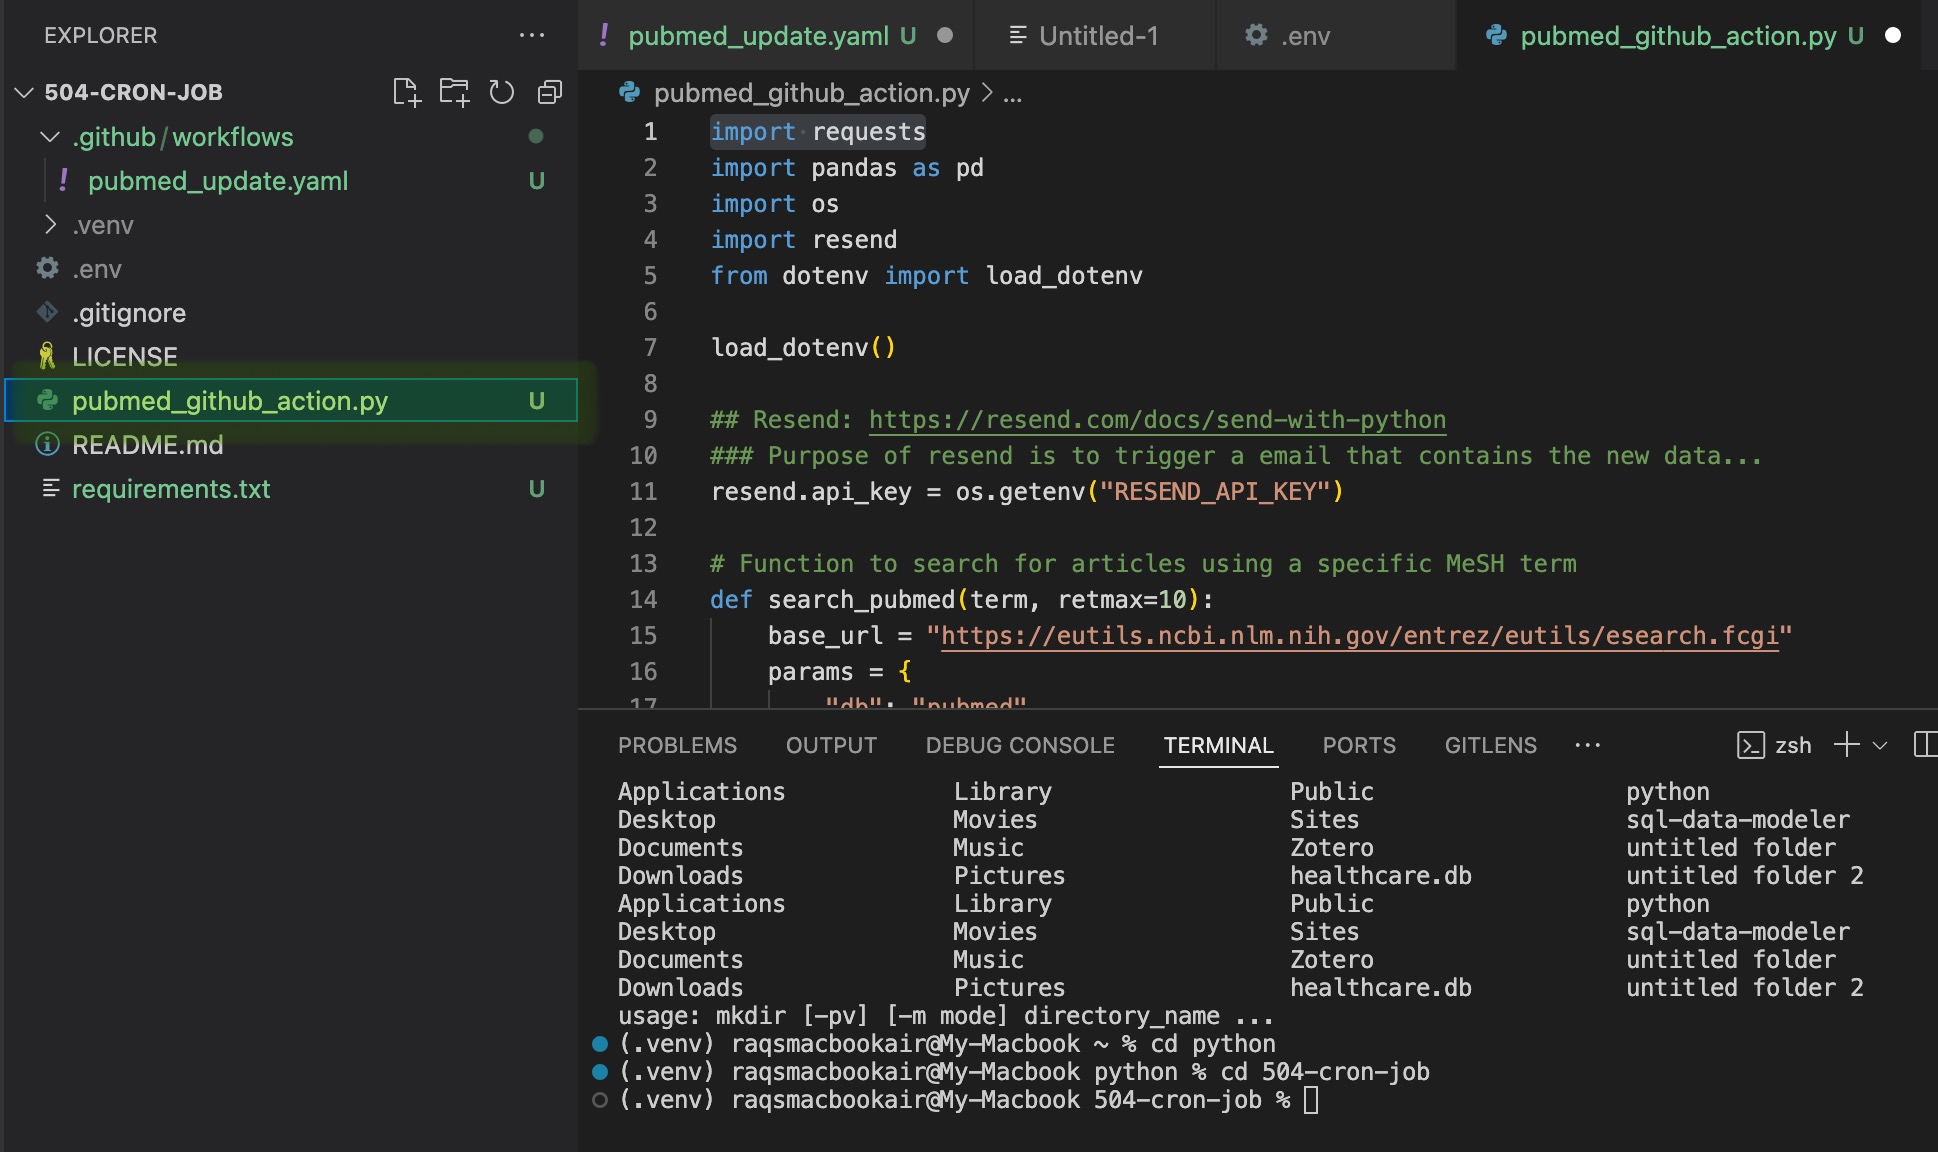 EXPLORER ...
504-CRON-JOB
.github/workflows
! pubmed_update.yaml U
.venv
.env
.gitignore
LICENSE
pubmed_github_action.py U
README.md
requirements.txt U
! pubmed_update.yaml U
Untitled-1
.env
pubmed_github_action.py U
pubmed_github_action.py > ...
1 import requests
2 import pandas as pd
3 import os
4 import resend
5 from dotenv import load_dotenv
6
7 load_dotenv()
8
9 ## Resend: https://resend.com/docs/send-with-python
10 ### Purpose of resend is to trigger a email that contains the new data...
11 resend.api_key = os.getenv("RESEND_API_KEY")
12
13 # Function to search for articles using a specific MeSH term
14 def search_pubmed(term, retmax=10):
15 base_url = "https://eutils.ncbi.nlm.nih.gov/entrez/eutils/esearch.fcgi"
16 params = {
17 "db": "pubmed"
PROBLEMS OUTPUT DEBUG CONSOLE TERMINAL PORTS GITLENS ... zsh
Applications Library Public python
Desktop Movies Sites sql-data-modeler
Documents Music Zotero untitled folder
Downloads Pictures healthcare.db untitled folder 2
Applications Library Public python
Desktop Movies Sites sql-data-modeler
Documents Music Zotero untitled folder
Downloads Pictures healthcare.db untitled folder 2
usage: mkdir [-pv] [-m mode] directory_name ...
(.venv) raqsmacbookair@My-Macbook ~ % cd python
(.venv) raqsmacbookair@My-Macbook python % cd 504-cron-job
(.venv) raqsmacbookair@My-Macbook 504-cron-job %